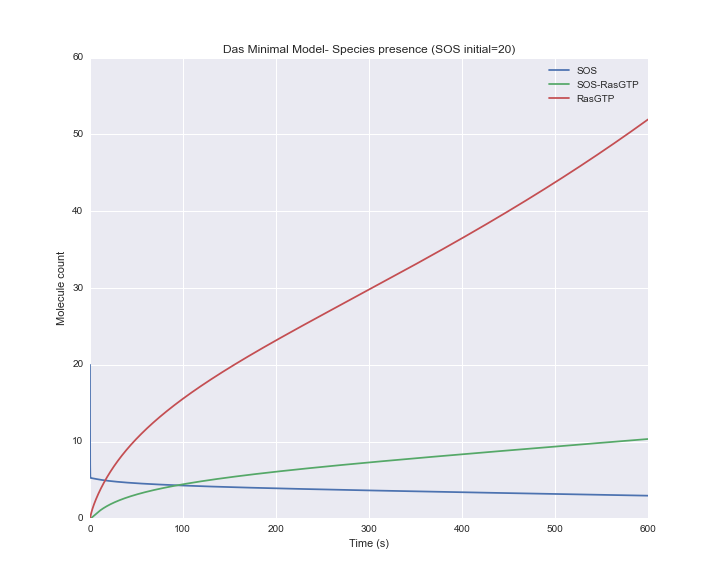 Das Minimal Model- Species presence (SOS initial=20)
SOS
SOS-RasGTP
RasGTP
60
50
40
30
20
10
0
Molecule count
0 100 200 300 400 500 600
Time (s)